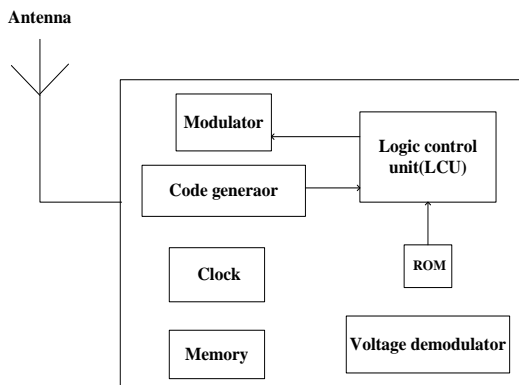 Antenna
Modulator
Logic control
unit(LCU)
Code generaor
Clock
ROM
Memory
Voltage demodulator